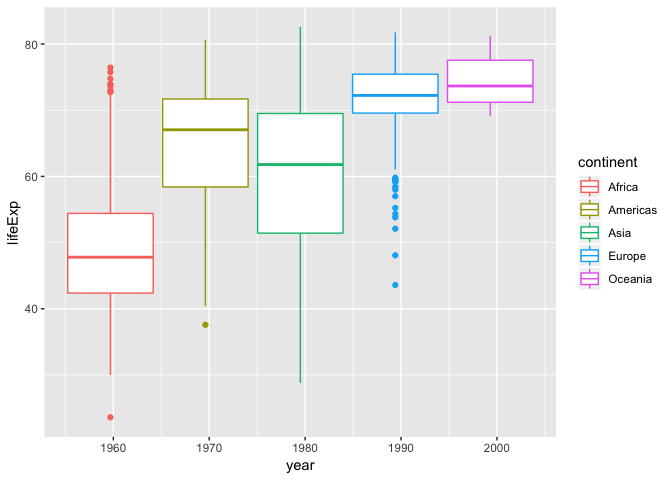 80
60
40
lifeExp
1960 1970 1980 1990 2000
year
continent
Africa
Americas
Asia
Europe
Oceania